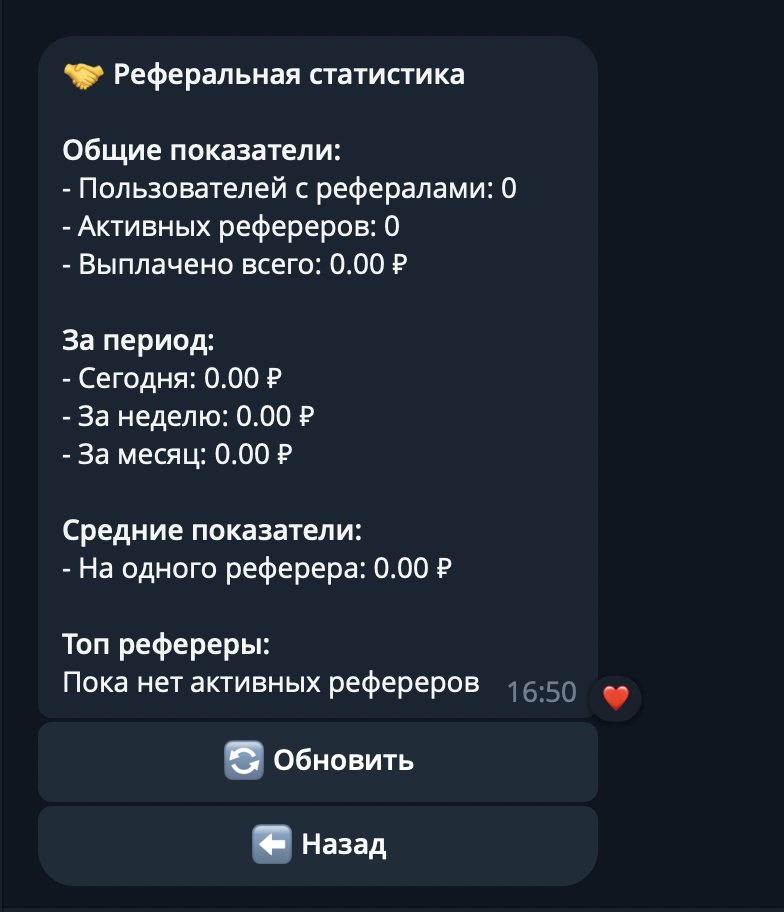 🤝 Реферальная статистика
Общие показатели:
- Пользователей с рефералами: 0
- Активных рефереров: 0
- Выплачено всего: 0.00 ₽
За период:
- Сегодня: 0.00 ₽
- За неделю: 0.00 ₽
- За месяц: 0.00 ₽
Средние показатели:
- На одного реферера: 0.00 ₽
Топ рефереры:
Пока нет активных рефереров 16:50 ❤️
🔄 Обновить
⬅️ Назад